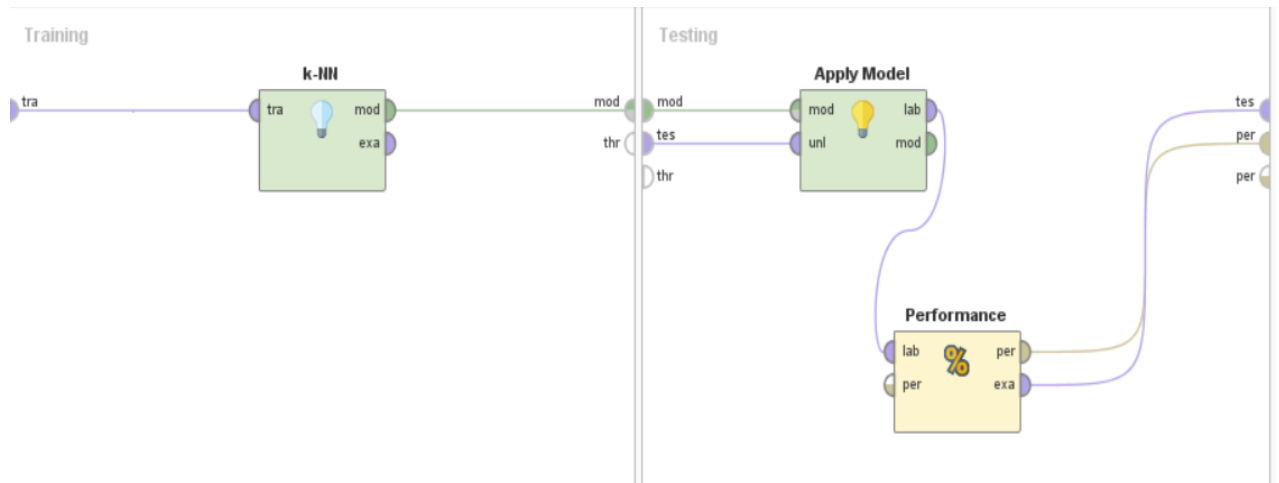 Training
tra
k-NN
tra
mod
exa
mod
thr
Testing
mod
tes
thr
Apply Model
mod
lab
unl
mod
Performance
lab
%
per
per
exa
tes
per
per